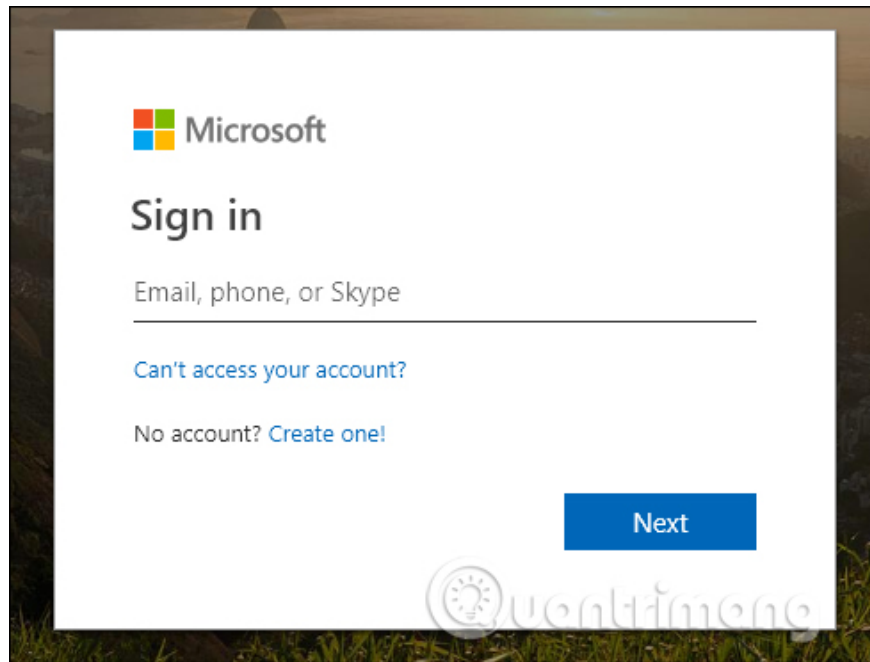 Microsoft
Sign in
Email, phone, or Skype
Can't access your account?
No account? Create one!
Next
Quantrimang